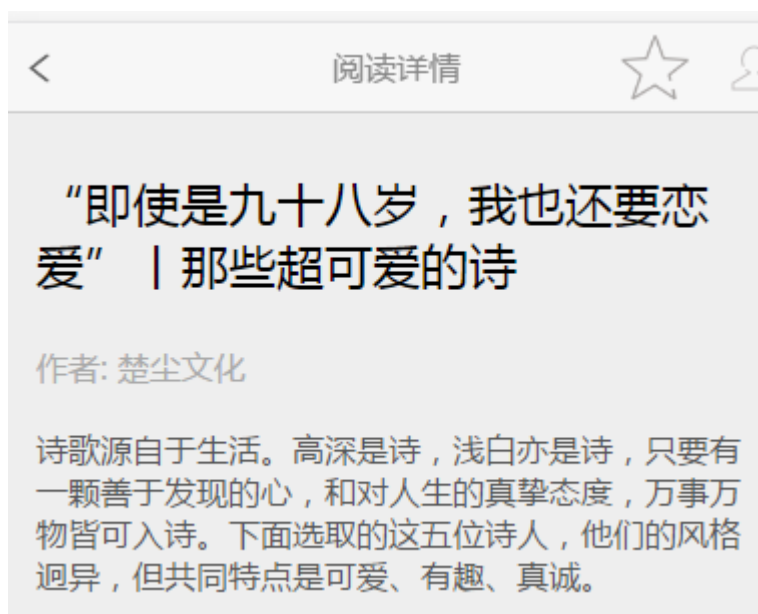 阅读详情
“即使是九十八岁，我也还要恋
爱”丨那些超可爱的诗
作者: 楚尘文化
诗歌源自于生活。高深是诗，浅白亦是诗，只要有
一颗善于发现的心，和对人生的真挚态度，万事万
物皆可入诗。下面选取的这五位诗人，他们的风格
迥异，但共同特点是可爱、有趣、真诚。